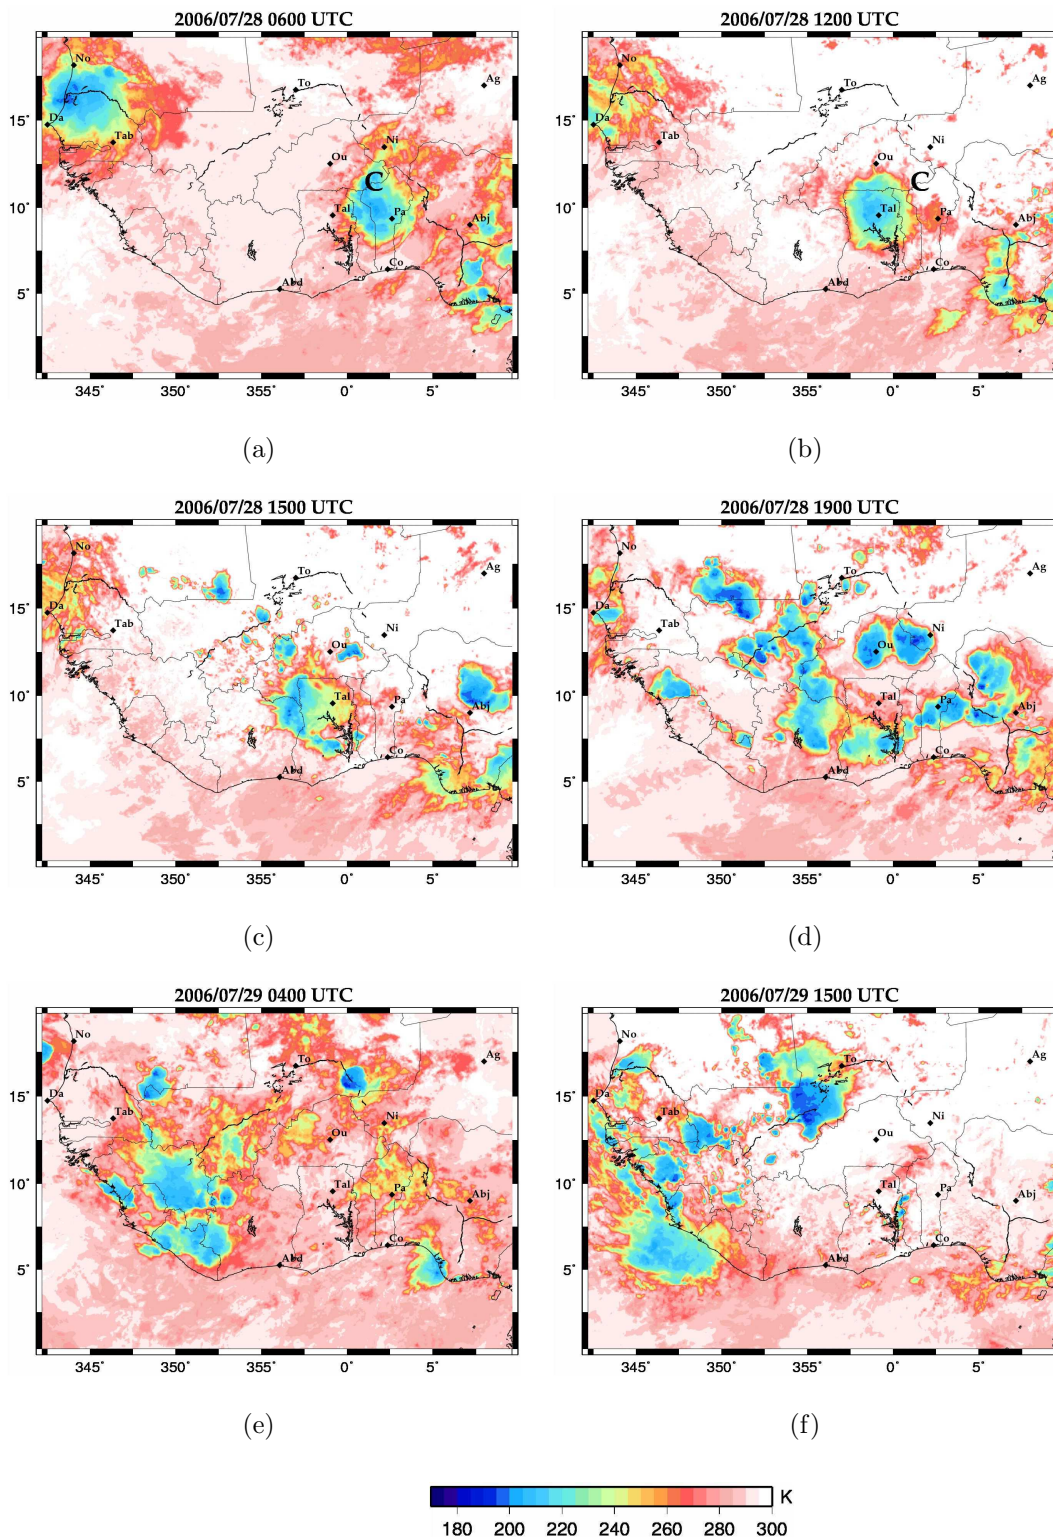 2006/07/28 0600 UTC
No
To
Ag
15°
Da
Tab
Ni
Ou
C
10°
Tal
Pa
Abj
Co
5°
Abd
345° 350° 355° 0° 5°
(a)
2006/07/28 1200 UTC
No
To
Ag
15°
Da
Tab
Ni
Ou
C
10°
Tal
Pa
Abj
Co
5°
Abd
345° 350° 355° 0° 5°
(b)
2006/07/28 1500 UTC
No
To
Ag
15°
Da
Tab
Ni
Ou
10°
Tal
Pa
Abj
Co
5°
Abd
345° 350° 355° 0° 5°
(c)
2006/07/28 1900 UTC
No
To
Ag
15°
Da
Tab
Ni
Ou
10°
Tal
Pa
Abj
Co
5°
Abd
345° 350° 355° 0° 5°
(d)
2006/07/29 0400 UTC
No
To
Ag
15°
Da
Tab
Ni
Ou
10°
Tal
Pa
Abj
Co
5°
Abd
345° 350° 355° 0° 5°
(e)
2006/07/29 1500 UTC
No
To
Ag
15°
Da
Tab
Ni
Ou
10°
Tal
Pa
Abj
Co
5°
Abd
345° 350° 355° 0° 5°
(f)
K
180 200 220 240 260 280 300